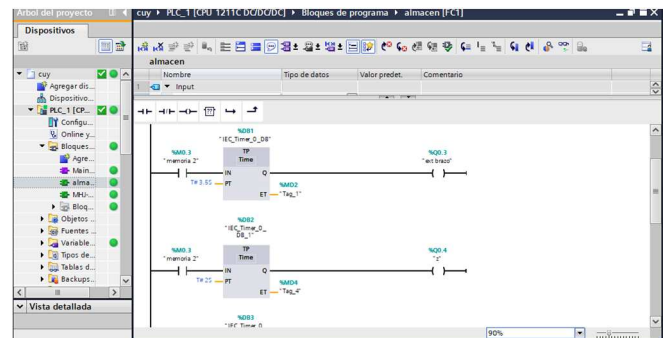 Árbol del proyecto
cuy ▸ PLC_1 [CPU 1211C DC/DC/DC] ▸ Bloques de programa ▸ almacen [FC1]
Dispositivos
almacen
Nombre Tipo de datos Valor predet. Comentario
1 Input
cuy
Agregar dis...
Dispositivo...
PLC_1 [CP...
Configu...
Online y...
Bloques...
Agre...
Main...
alma...
MHJ-...
Bloq...
Objetos ...
Fuentes ...
Variable...
Tipos de...
Tablas d...
Backups...
Vista detallada
%DB1
"IEC_Timer_0_DB"
%M0.3
"memoria 2"
TP
Time
%Q0.3
"ext brazo"
IN Q
T#3.5S PT
%MD2
ET "Tag_1"
%DB2
"IEC_Timer_0_
DB_1"
%M0.3
"memoria 2"
TP
Time
%Q0.4
"z"
IN Q
T#2S PT
%MD4
ET "Tag_4"
%DB3
"IEC_Timer_0_
90%